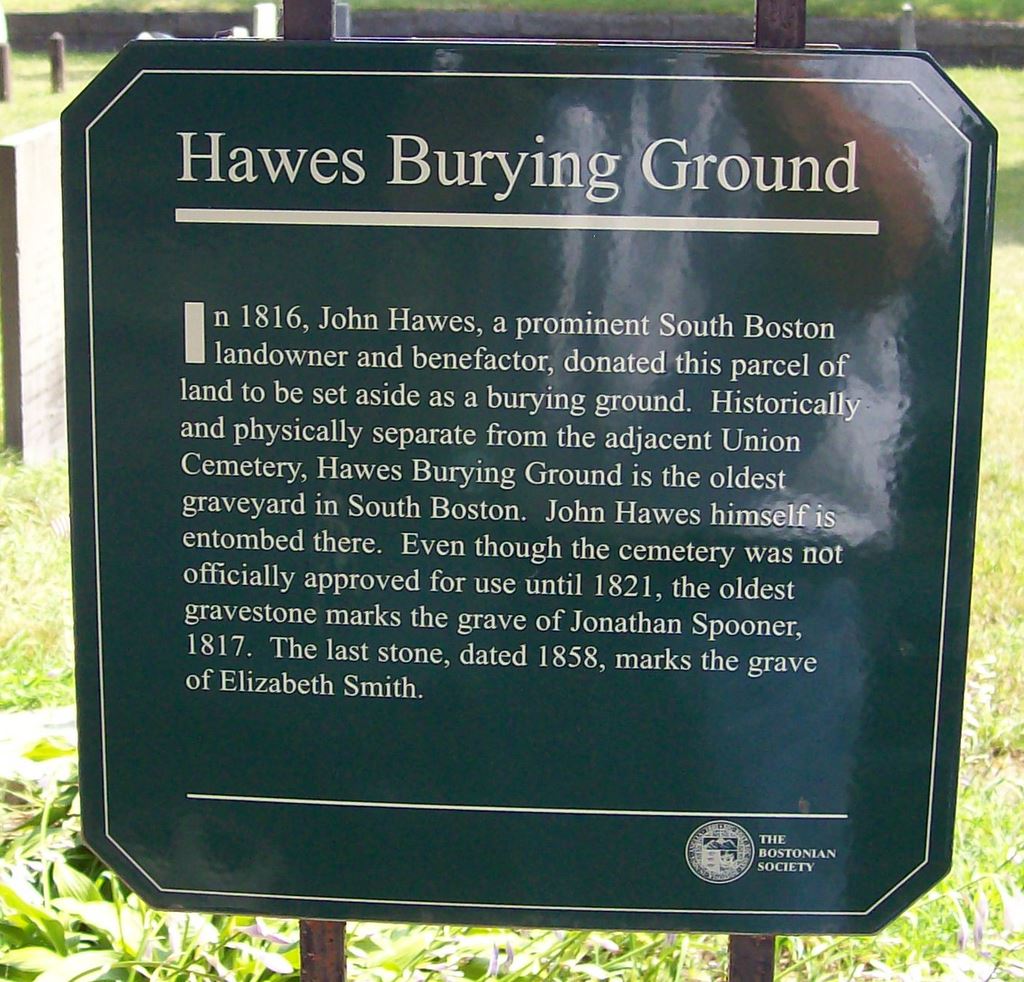 Hawes Burying Ground
In 1816, John Hawes, a prominent South Boston
landowner and benefactor, donated this parcel of
land to be set aside as a burying ground. Historically
and physically separate from the adjacent Union
Cemetery, Hawes Burying Ground is the oldest
graveyard in South Boston. John Hawes himself is
entombed there. Even though the cemetery was not
officially approved for use until 1821, the oldest
gravestone marks the grave of Jonathan Spooner,
1817. The last stone, dated 1858, marks the grave
of Elizabeth Smith.
THE
BOSTONIAN
SOCIETY